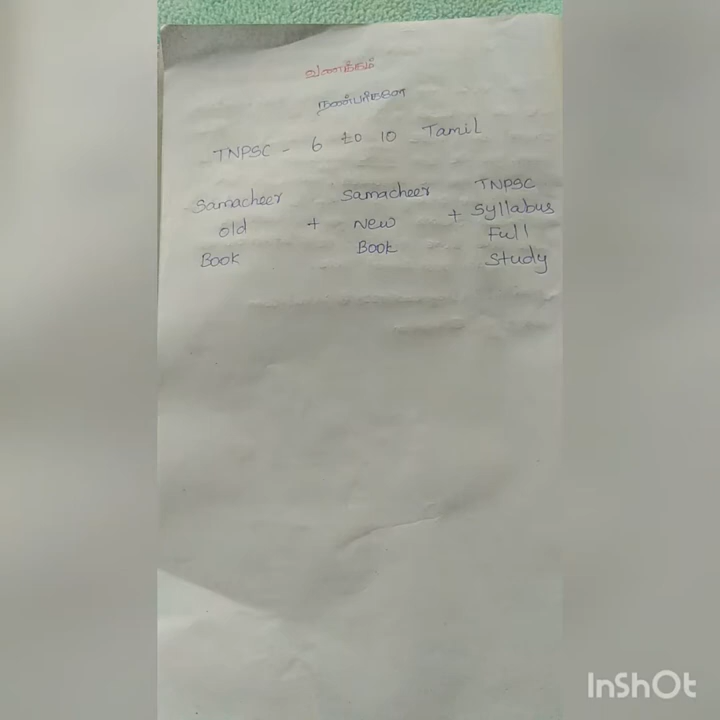 வணக்கம்
நண்பர்களே
TNPSC - 6 to 10 Tamil
Samacheer Samacheer TNPSC
old + New + Syllabus
Book Book Full
Study
InShOt